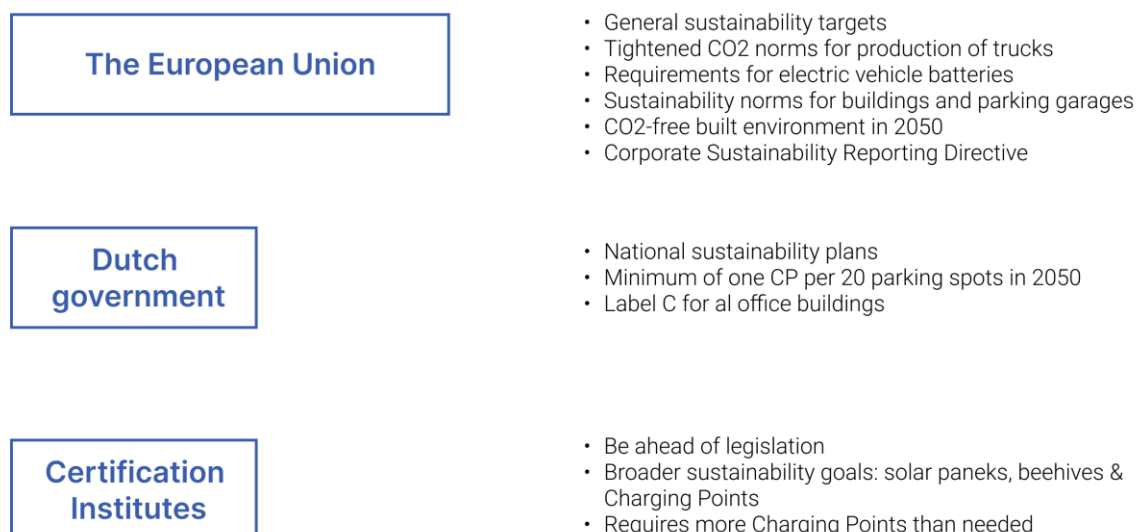 The European Union
• General sustainability targets
• Tightened CO2 norms for production of trucks
• Requirements for electric vehicle batteries
• Sustainability norms for buildings and parking garages
• CO2-free built environment in 2050
• Corporate Sustainability Reporting Directive
Dutch
government
• National sustainability plans
• Minimum of one CP per 20 parking spots in 2050
• Label C for al office buildings
Certification
Institutes
• Be ahead of legislation
• Broader sustainability goals: solar paneks, beehives &
Charging Points
• Requires more Charging Points than needed